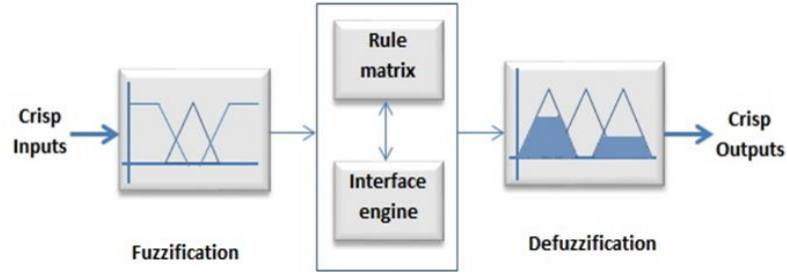 Crisp
Inputs
Fuzzification
Rule
matrix
Interface
engine
Defuzzification
Crisp
Outputs